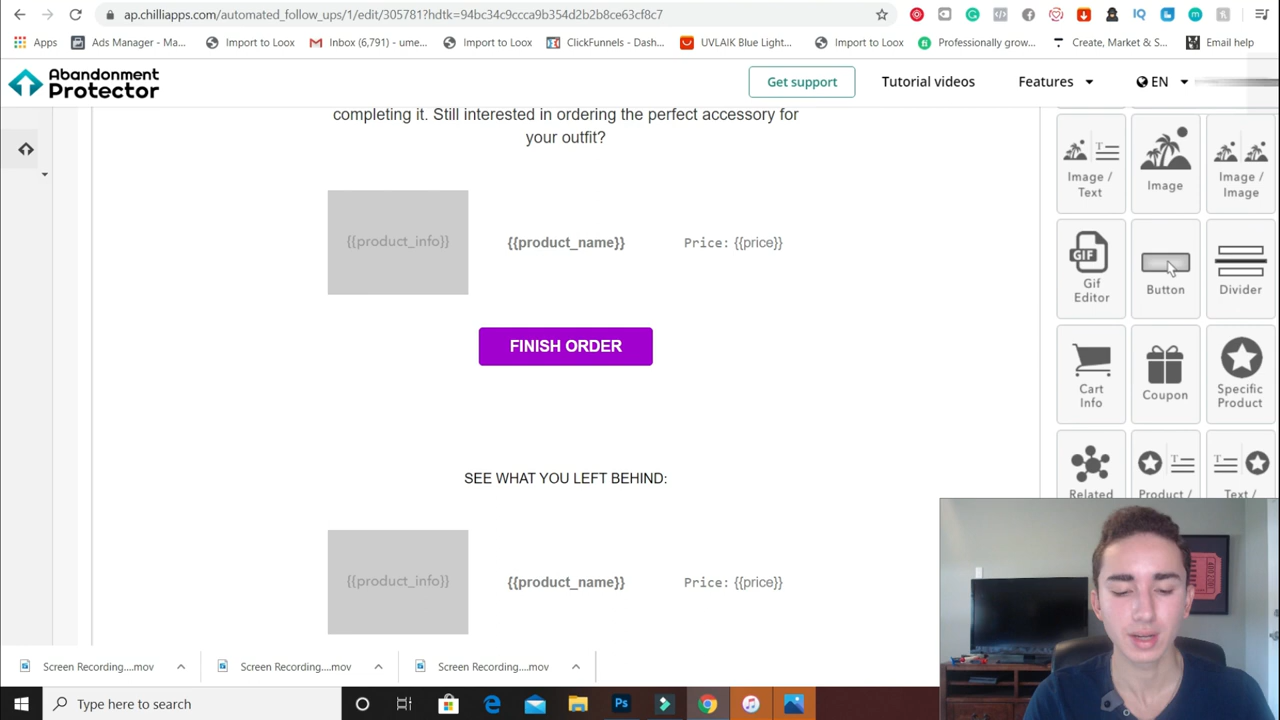 ap.chilliapps.com/automated_follow_ups/1/edit/305781?hdtk=94bc34c9ccca9b354d2b2b8ce63cf8c7
IQ
m
Apps
Ads Manager - Ma...
Import to Loox
Inbox (6,791) - ume...
Import to Loox
ClickFunnels - Dash...
UVLAIK Blue Light...
Import to Loox
Professionally grow...
Create, Market & S...
Email help
Abandonment
Protector
Get support
Tutorial videos
Features
EN
completing it. Still interested in ordering the perfect accessory for
your outfit?
{{product_info}}
{{product_name}}
Price: {{price}}
FINISH ORDER
SEE WHAT YOU LEFT BEHIND:
{{product_info}}
{{product_name}}
Price: {{price}}
Image /
Text
Image
Image /
Image
GIF
Gif
Editor
Button
Divider
Cart
Info
Coupon
Specific
Product
Related
Product /
Text /
Screen Recording....mov
Screen Recording....mov
Screen Recording....mov
Type here to search
Ps